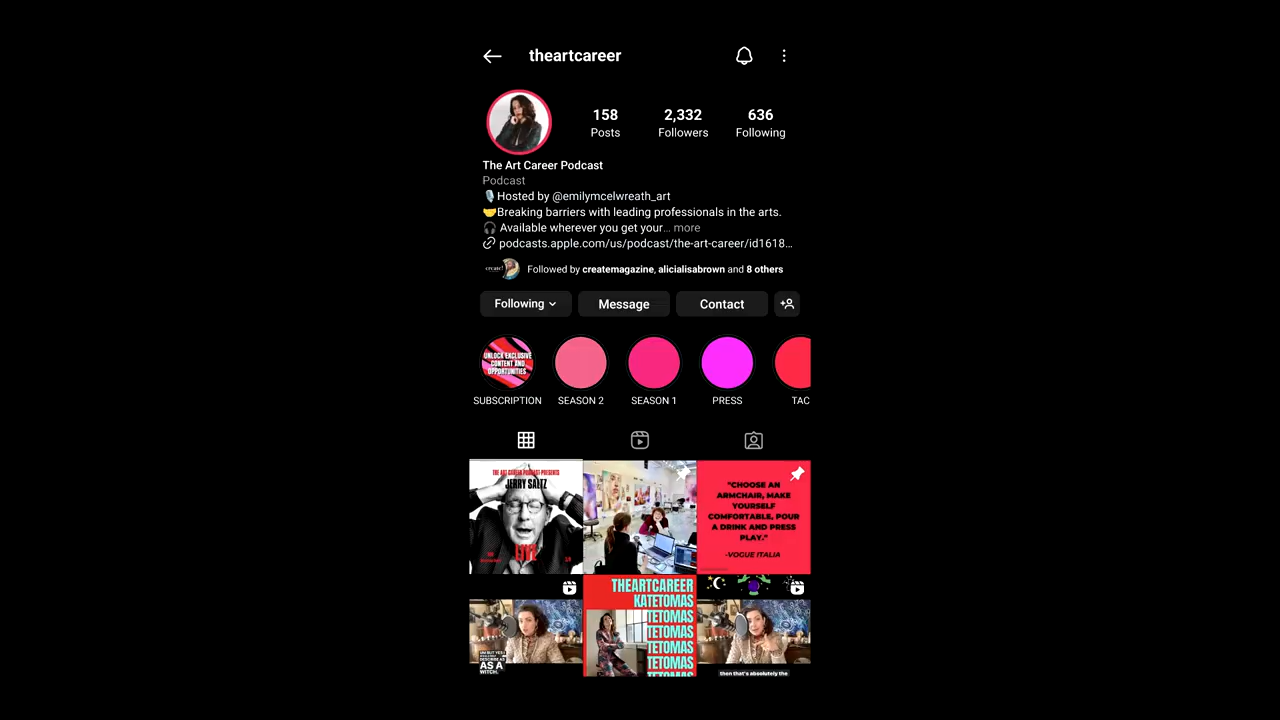 theartcareer
158
2,332
636
Posts
Followers
Following
The Art Career Podcast
Podcast
🎙️Hosted by @emilymcelwreath_art
🤝Breaking barriers with leading professionals in the arts.
🎧 Available wherever you get your... more
podcasts.apple.com/us/podcast/the-art-career/id1618...
create!
Followed by createmagazine, alicialisabrown and 8 others
Following
Message
Contact
UNLOCK EXCLUSIVE
CONTENT AND
OPPORTUNITIES
SUBSCRIPTION
SEASON 2
SEASON 1
PRESS
TAC
THE ART CAREER PODCAST PRESENTS
JERRY SALTZ
LIVE
"CHOOSE AN
ARMCHAIR, MAKE
YOURSELF
COMFORTABLE, POUR
A DRINK AND PRESS
PLAY."
-VOGUE ITALIA
AS A
WITCH.
THEARTCAREER
KATETOMAS
TETOMAS
TETOMAS
TETOMAS
TETOMAS
TETOMAS
then that's absolutely the